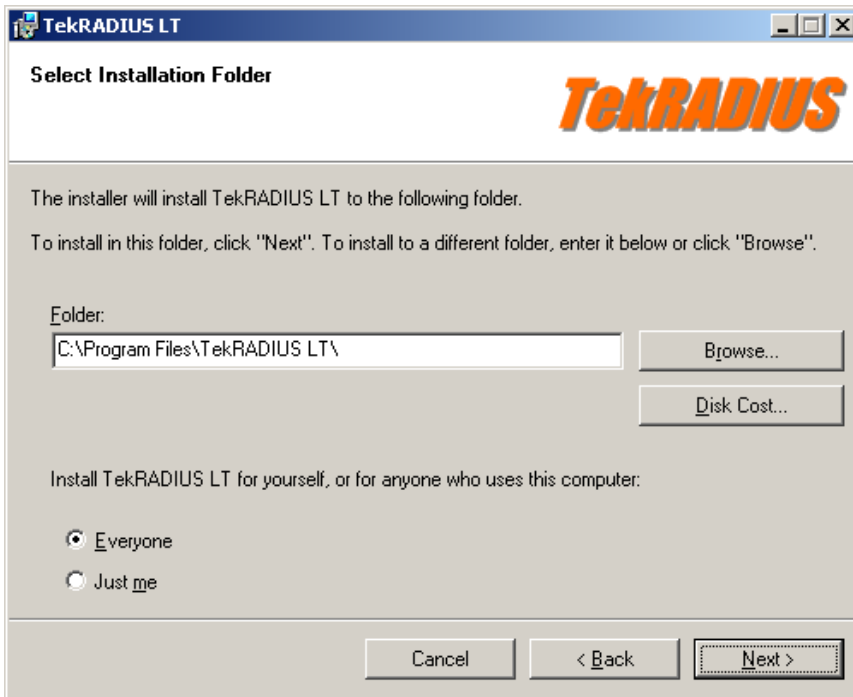 TekRADIUS LT
Select Installation Folder
TekRADIUS
The installer will install TekRADIUS LT to the following folder.
To install in this folder, click "Next". To install to a different folder, enter it below or click "Browse".
Folder:
C:\Program Files\TekRADIUS LT\
Browse...
Disk Cost...
Install TekRADIUS LT for yourself, or for anyone who uses this computer:
Everyone
Just me
Cancel
< Back
Next >